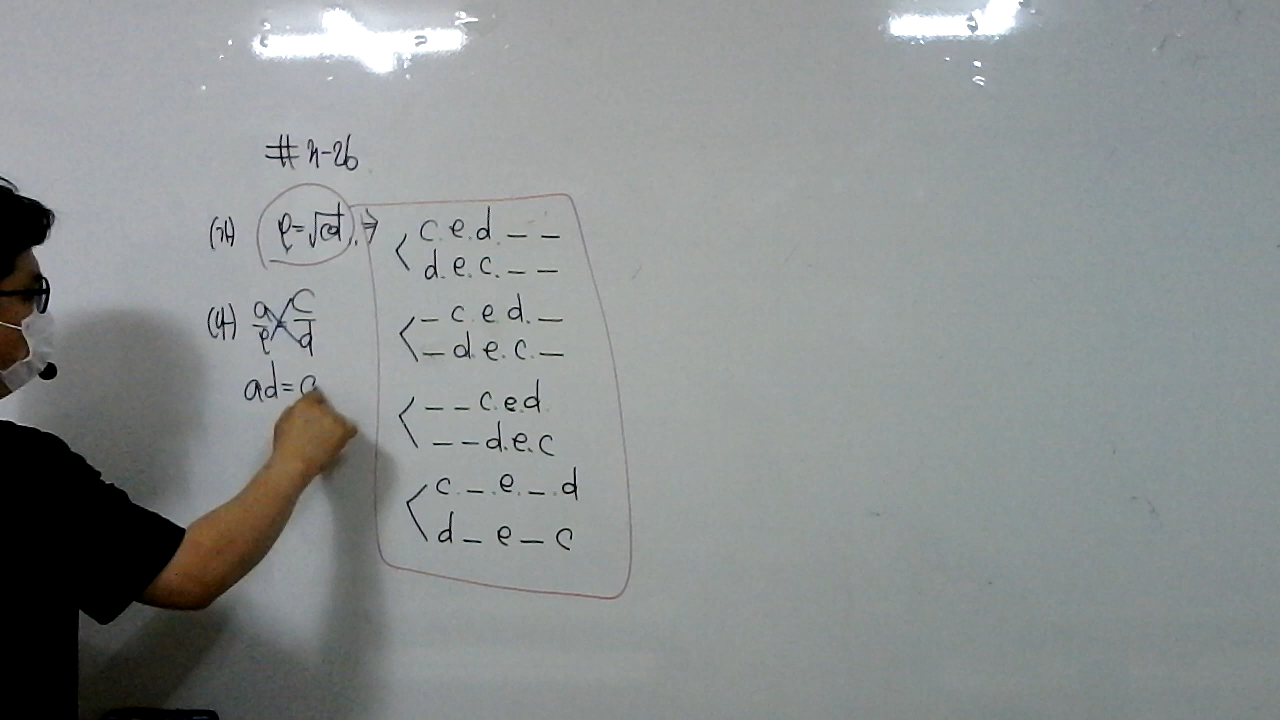 # n-26
(가) e=√cd. ⇒
c. e. d. _ _
d. e. c. _ _
_ c. e d. _
_ d. e. c. _
_ _ c. e. d
_ _ d. e. c
c. _ . e. _ . d
d _ e _ c
(나) a/e = c/d
ad=c